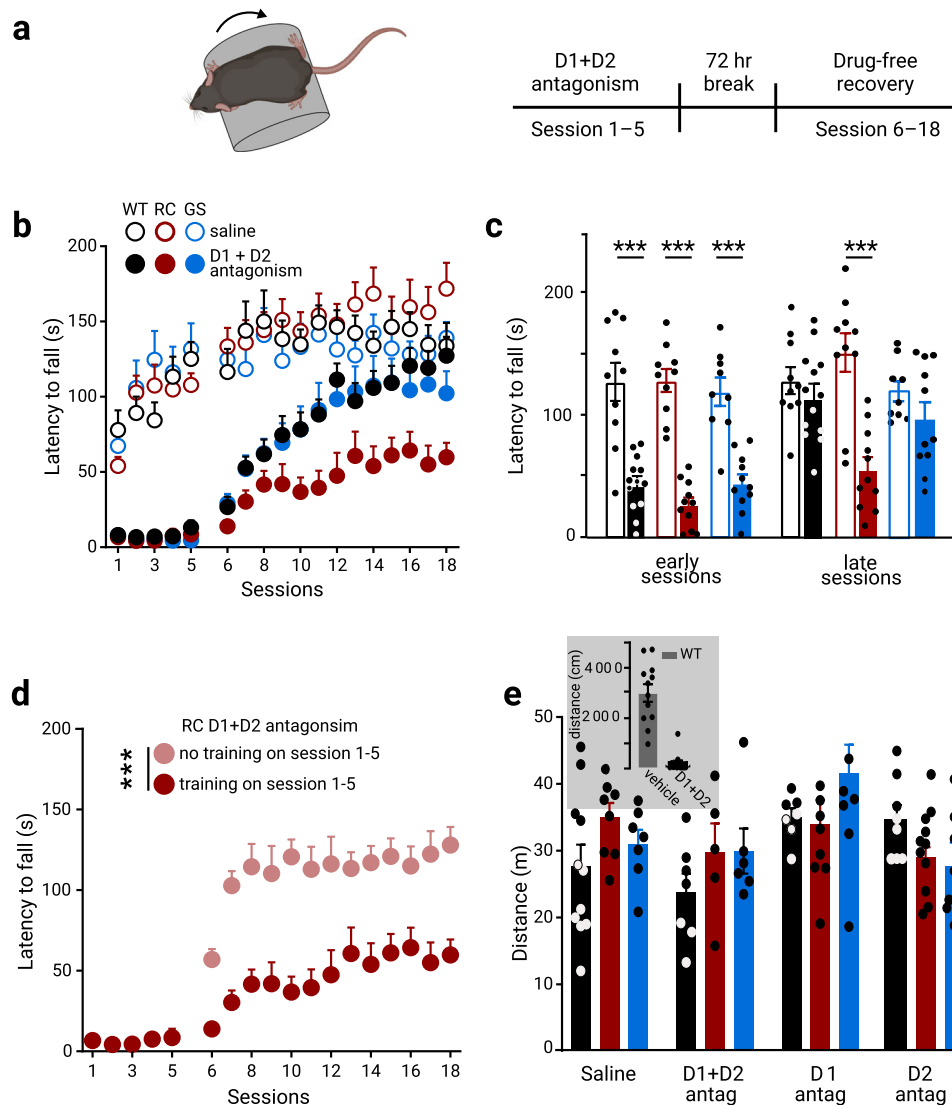 a
D1+D2
antagonism
72 hr
break
Drug-free
recovery
Session 1–5
Session 6–18
b
WT RC GS
saline
D1 + D2
antagonism
200
150
100
50
0
Latency to fall (s)
1 3 5 6 8 10 12 14 16 18
Sessions
c
***
***
***
***
200
100
0
Latency to fall (s)
early
sessions
late
sessions
d
RC D1+D2 antagonsim
no training on session 1-5
training on session 1-5
***
200
150
100
50
0
Latency to fall (s)
1 3 5 6 8 10 12 14 16 18
Sessions
e
distance (cm)
4000
2000
WT
vehicle
D1+D2
50
40
30
20
10
0
Distance (m)
Saline
D1+D2
antag
D1
antag
D2
antag